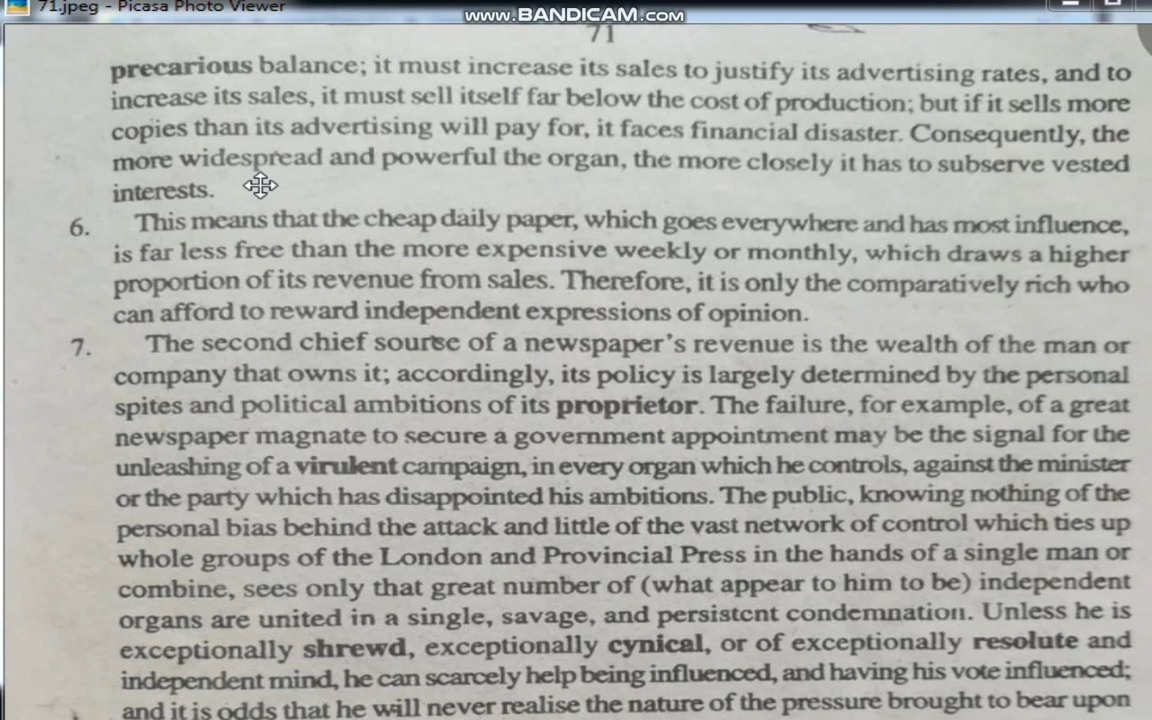 71.jpeg - Picasa Photo Viewer
www.BANDICAM.com
71
precarious balance; it must increase its sales to justify its advertising rates, and to
increase its sales, it must sell itself far below the cost of production; but if it sells more
copies than its advertising will pay for, it faces financial disaster. Consequently, the
more widespread and powerful the organ, the more closely it has to subserve vested
interests.
6. This means that the cheap daily paper, which goes everywhere and has most influence,
is far less free than the more expensive weekly or monthly, which draws a higher
proportion of its revenue from sales. Therefore, it is only the comparatively rich who
can afford to reward independent expressions of opinion.
7. The second chief source of a newspaper's revenue is the wealth of the man or
company that owns it; accordingly, its policy is largely determined by the personal
spites and political ambitions of its proprietor. The failure, for example, of a great
newspaper magnate to secure a government appointment may be the signal for the
unleashing of a virulent campaign, in every organ which he controls, against the minister
or the party which has disappointed his ambitions. The public, knowing nothing of the
personal bias behind the attack and little of the vast network of control which ties up
whole groups of the London and Provincial Press in the hands of a single man or
combine, sees only that great number of (what appear to him to be) independent
organs are united in a single, savage, and persistent condemnation. Unless he is
exceptionally shrewd, exceptionally cynical, or of exceptionally resolute and
independent mind, he can scarcely help being influenced, and having his vote influenced;
and it is odds that he will never realise the nature of the pressure brought to bear upon